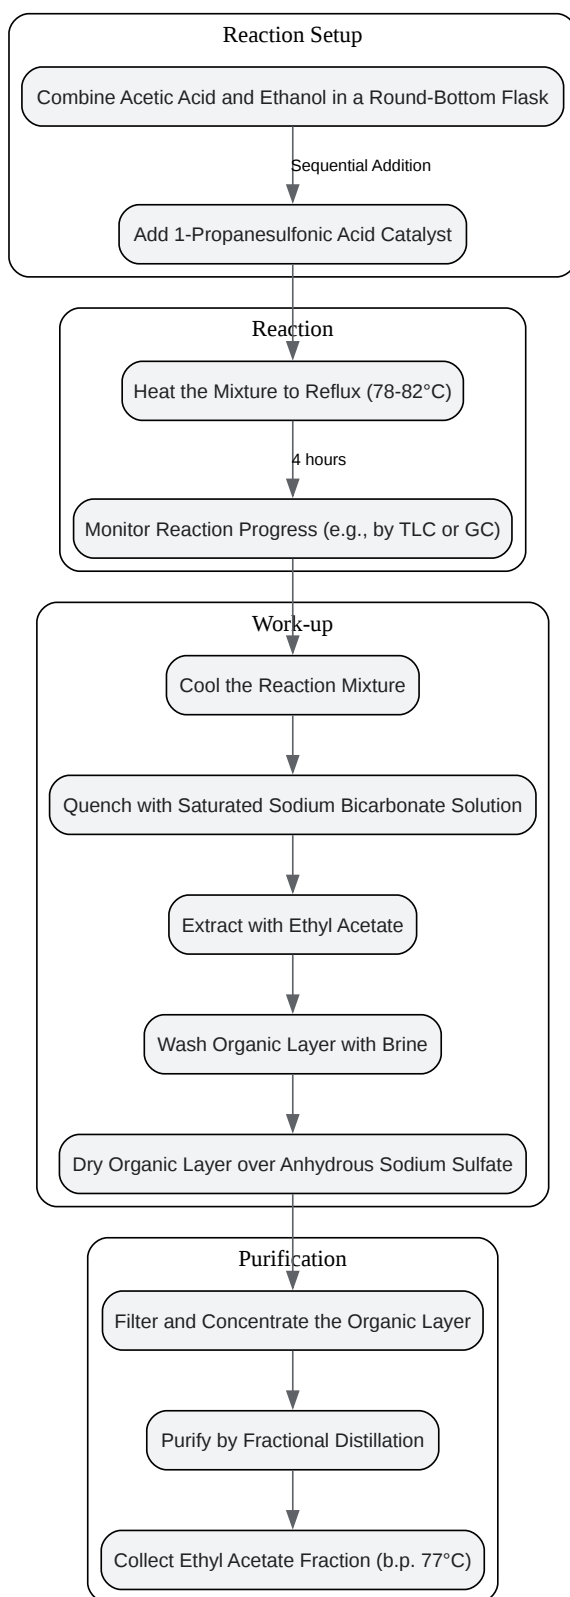 Reaction Setup
Combine Acetic Acid and Ethanol in a Round-Bottom Flask
Sequential Addition
Add 1-Propanesulfonic Acid Catalyst
Reaction
Heat the Mixture to Reflux (78-82°C)
4 hours
Monitor Reaction Progress (e.g., by TLC or GC)
Work-up
Cool the Reaction Mixture
Quench with Saturated Sodium Bicarbonate Solution
Extract with Ethyl Acetate
Wash Organic Layer with Brine
Dry Organic Layer over Anhydrous Sodium Sulfate
Purification
Filter and Concentrate the Organic Layer
Purify by Fractional Distillation
Collect Ethyl Acetate Fraction (b.p. 77°C)